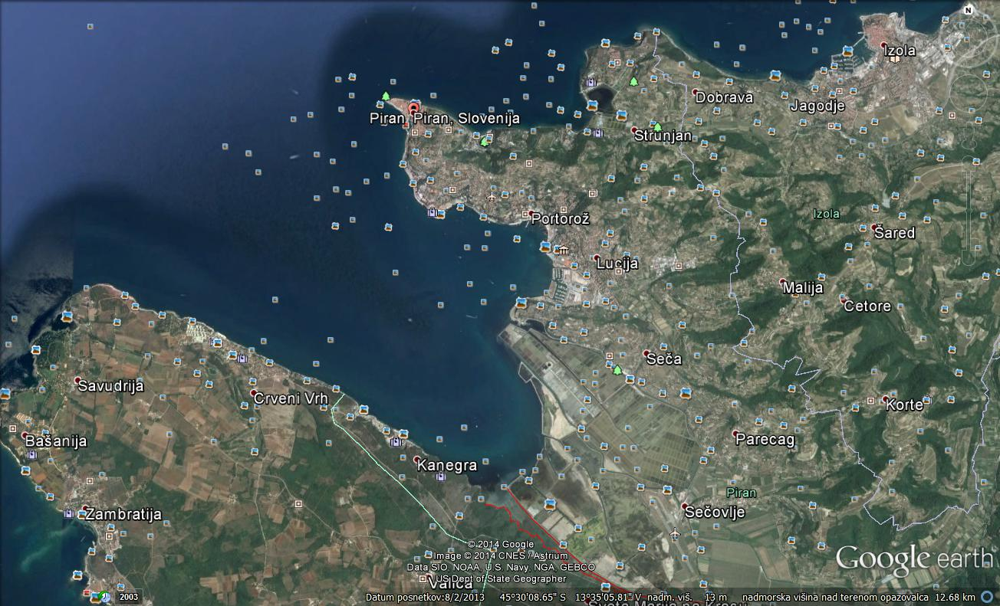 N
Izola
Dobrava
Jagodje
Piran, Piran, Slovenija
Strunjan
Izola
Portorož
Šared
Lucija
Malija
Cetore
Seča
Savudrija
Crveni Vrh
Korte
Bašanija
Parecag
Kanegra
Piran
Zambratija
Sečovlje
© 2014 Google
Image © 2014 CNES / Astrium
Data SIO, NOAA, U.S. Navy, NGA, GEBCO
US Dept of State Geographer
Valica
Google earth
2003
Datum posnetkov:8/2/2013 45°30'08.65" S 13°35'05.81" V nadm. viš. 13 m nadmorska višina nad terenom opazovalca 12.68 km
Sveta Marija na Krasu